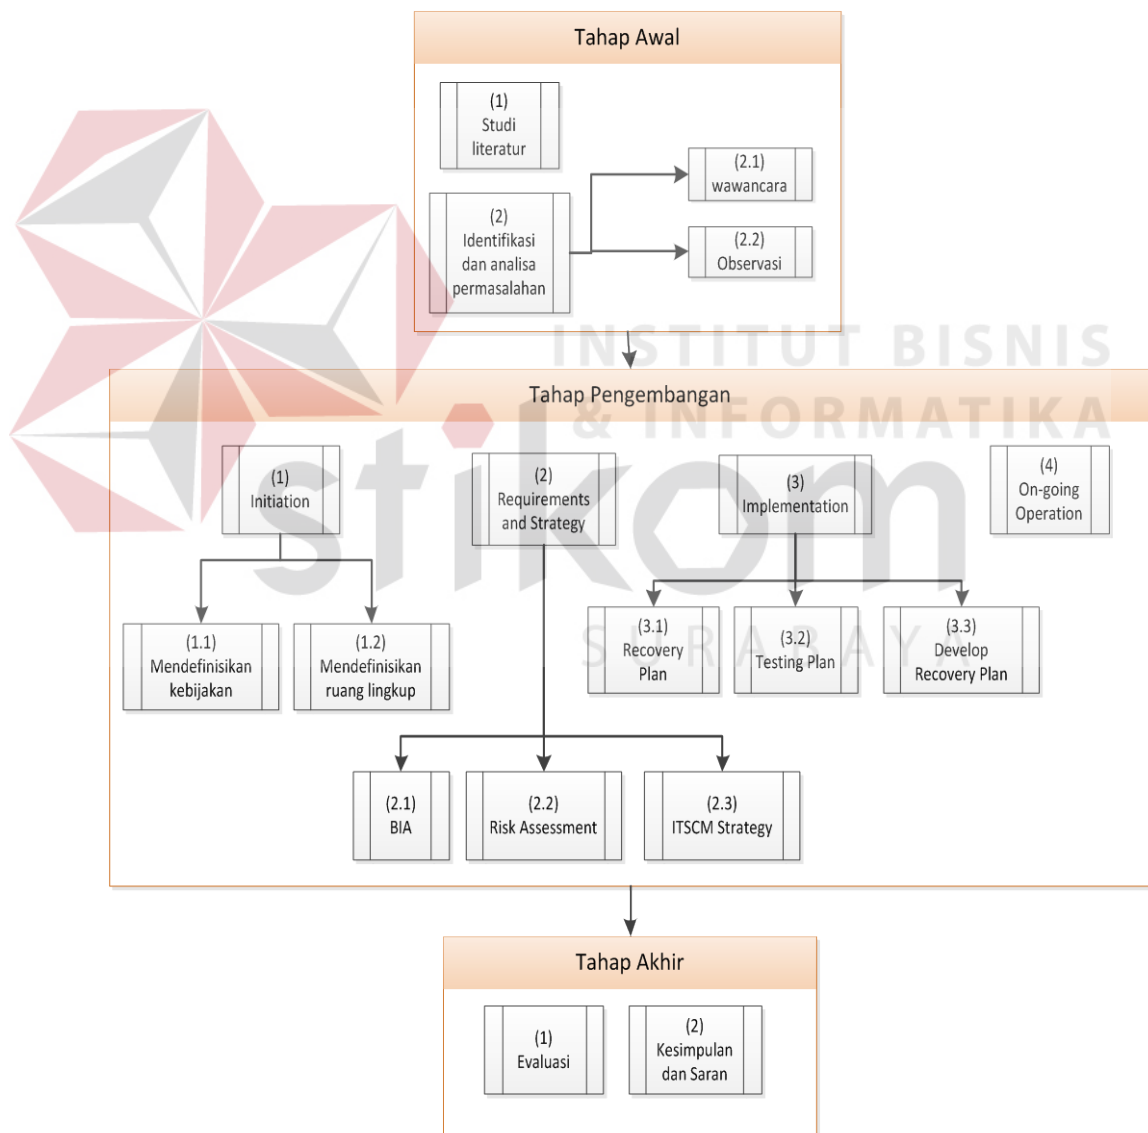 Tahap Awal
(1)
Studi
literatur
(2)
Identifikasi
dan analisa
permasalahan
(2.1)
wawancara
(2.2)
Observasi
INSTITUT BISNIS
& INFORMATIKA
stikom
SURABAYA
Tahap Pengembangan
(1)
Initiation
(2)
Requirements
and Strategy
(3)
Implementation
(4)
On-going
Operation
(1.1)
Mendefinisikan
kebijakan
(1.2)
Mendefinisikan
ruang lingkup
(3.1)
Recovery
Plan
(3.2)
Testing Plan
(3.3)
Develop
Recovery Plan
(2.1)
BIA
(2.2)
Risk Assessment
(2.3)
ITSCM Strategy
Tahap Akhir
(1)
Evaluasi
(2)
Kesimpulan
dan Saran